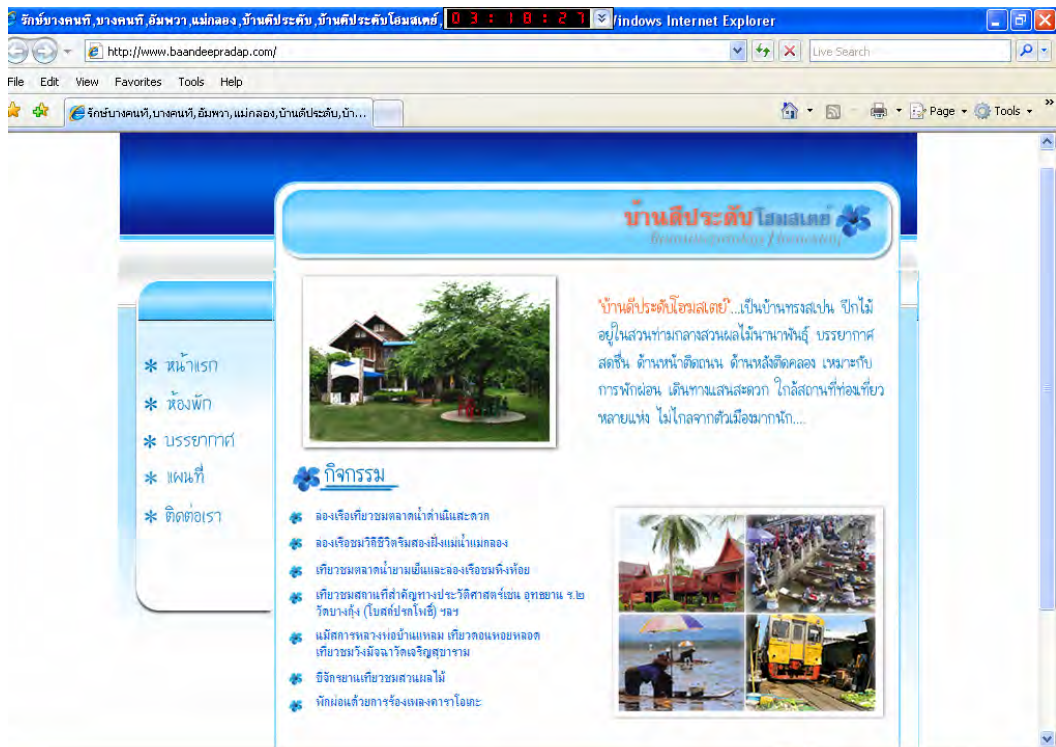 รักษ์บางคนที,บางคนที,อัมพวา,แม่กลอง,บ้านดีประดับ,บ้านดีประดับโฮมสเตย์,
03:18:27
Windows Internet Explorer
http://www.baandeepradap.com/
Live Search
File Edit View Favorites Tools Help
รักษ์บางคนที,บางคนที,อัมพวา,แม่กลอง,บ้านดีประดับ,บ้า...
Page Tools
บ้านดีประดับโฮมสเตย์
"บ้านดีประดับโฮมสเตย์"...เป็นบ้านทรงสเปน ปีกไม้
อยู่ในสวนท่ามกลางสวนผลไม้นานาพันธุ์ บรรยากาศ
สดชื่น ด้านหน้าติดถนน ด้านหลังติดคลอง เหมาะกับ
การพักผ่อน เดินทางแสนสะดวก ใกล้สถานที่ท่องเที่ยว
หลายแห่ง ไม่ไกลจากตัวเมืองมากนัก....
หน้าแรก
ห้องพัก
บรรยากาศ
แผนที่
ติดต่อเรา
กิจกรรม
ล่องเรือเที่ยวชมตลาดน้ำดำเนินสะดวก
ล่องเรือชมวิถีชีวิตริมสองฝั่งแม่น้ำแม่กลอง
เที่ยวชมตลาดน้ำยามเย็นและล่องเรือชมหิ่งห้อย
เที่ยวชมสถานที่สำคัญทางประวัติศาสตร์เช่น อุทยาน ร.๒
วัดบางกุ้ง (โบสถ์ปรกโพธิ์) ฯลฯ
นมัสการหลวงพ่อบ้านแหลม เที่ยวดอนหอยหลอด
เที่ยวชมวังมัจฉาวัดเจริญสุขาราม
ขี่จักรยานเที่ยวชมสวนผลไม้
พักผ่อนด้วยการร้องเพลงคาราโอเกะ